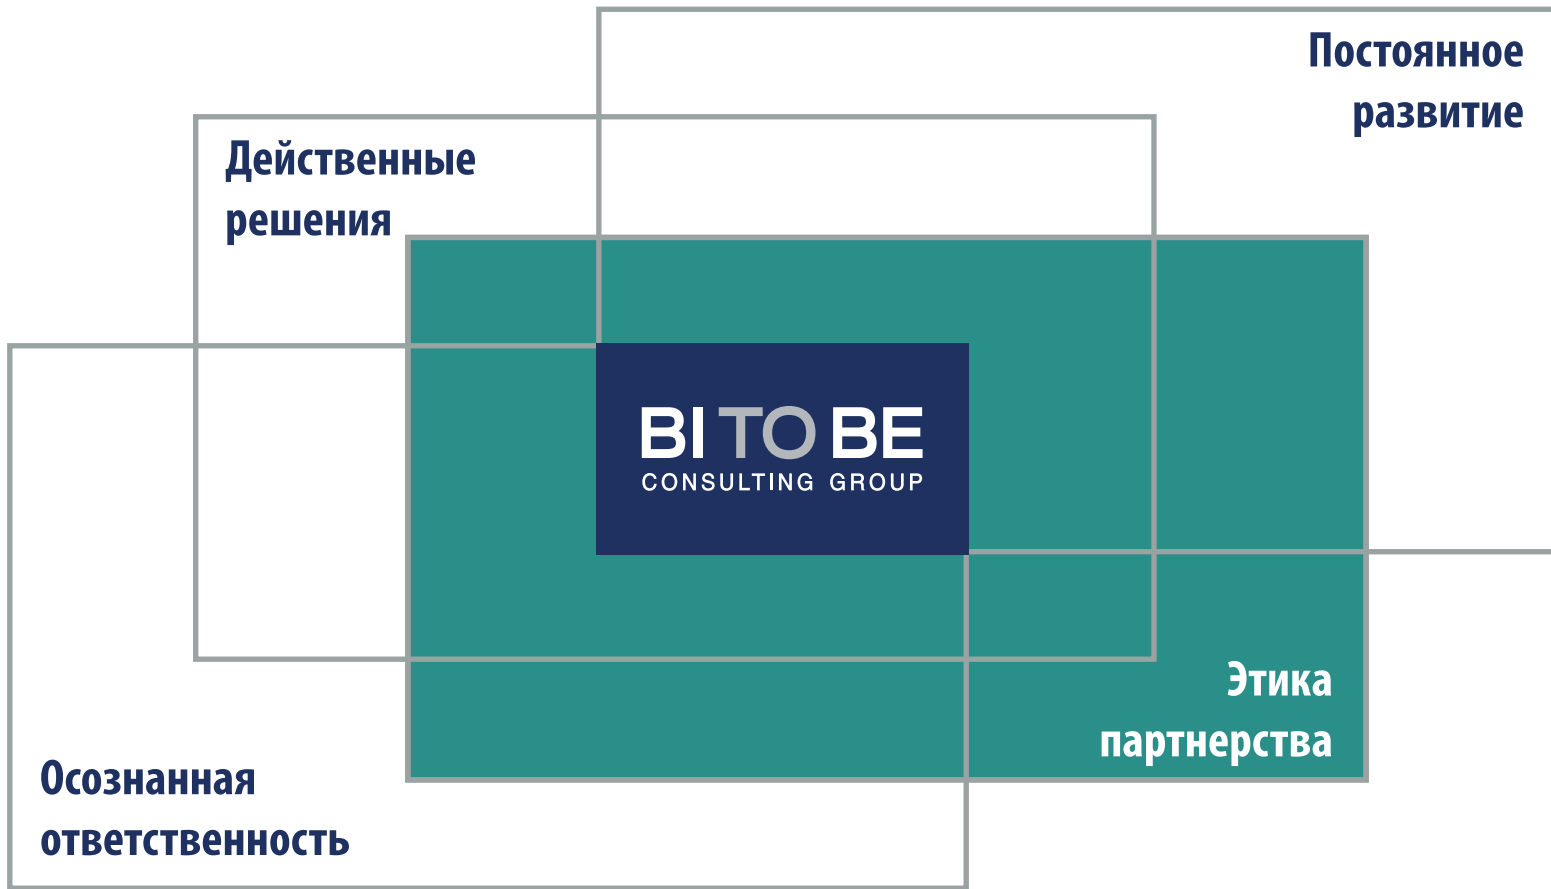 Постоянное
развитие
Действенные
решения
BI TO BE
CONSULTING GROUP
Этика
партнерства
Осознанная
ответственность